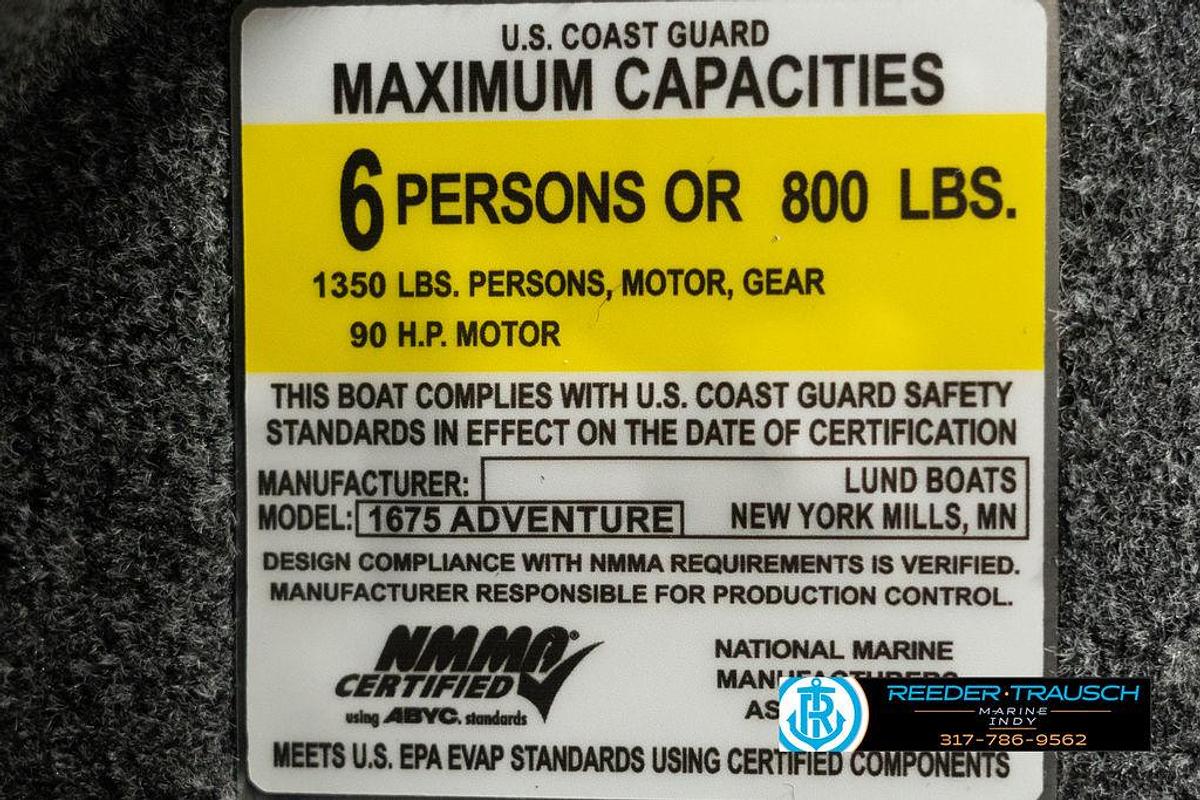 U.S. COAST GUARD
MAXIMUM CAPACITIES
6 PERSONS OR 800 LBS.
1350 LBS. PERSONS, MOTOR, GEAR
90 H.P. MOTOR
THIS BOAT COMPLIES WITH U.S. COAST GUARD SAFETY
STANDARDS IN EFFECT ON THE DATE OF CERTIFICATION
MANUFACTURER: LUND BOATS
MODEL: 1675 ADVENTURE NEW YORK MILLS, MN
DESIGN COMPLIANCE WITH NMMA REQUIREMENTS IS VERIFIED.
MANUFACTURER RESPONSIBLE FOR PRODUCTION CONTROL.
NMMA®
CERTIFIED
using ABYC. standards
NATIONAL MARINE
MEETS U.S. EPA EVAP STANDARDS USING CERTIFIED COMPONENTS
R
REEDER·TRAUSCH
MARINE
INDY
317-786-9562